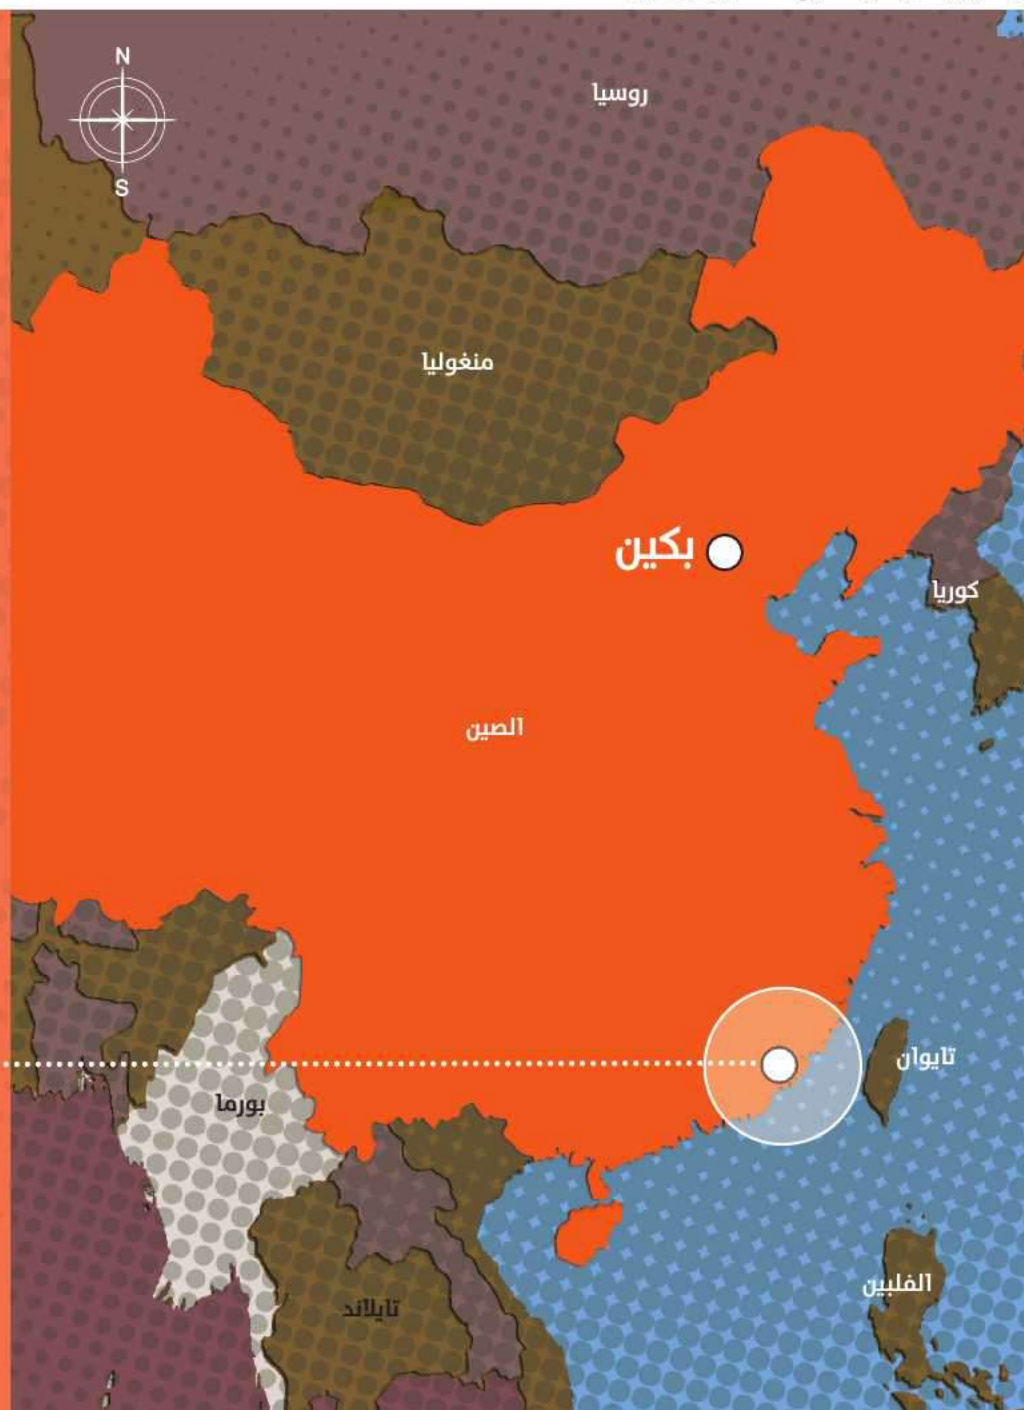 N
S
روسيا
منغوليا
بكين
كوريا
الصين
تايوان
بورما
الفلبين
تايلاند